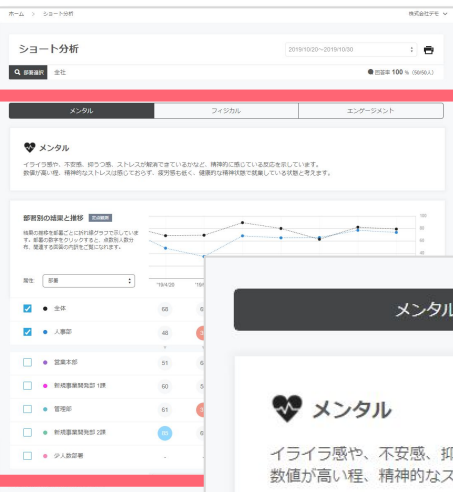 ホーム > ショート分析
株式会社デモ
ショート分析
2019/10/20~2019/10/30
部署選択 全社
回答率 100 % (50/50人)
メンタル フィジカル エンゲージメント
メンタル
イライラ感や、不安感、抑うつ感、ストレスが解消できているかなど、精神的に感じている反応を示しています。
数値が高い程、精神的なストレスは感じておらず、疲労感も低く、健康的な精神状態で就業している状態と考えます。
部署別の結果と推移
結果の推移を部署ごとに折れ線グラフで示していま
す。部署の数字をクリックすると、点数別人数分
布、関連する回答の内訳をご覧になれます。
100
80
60
40
属性 部署
'19/4/20
全体 68
人事部 48
営業本部 51
新規事業開発部 1課 60
管理部 61
新規事業開発部 2課
少人数部署 -
メンタル
メンタル
イライラ感や、不安感、抑
数値が高い程、精神的なス